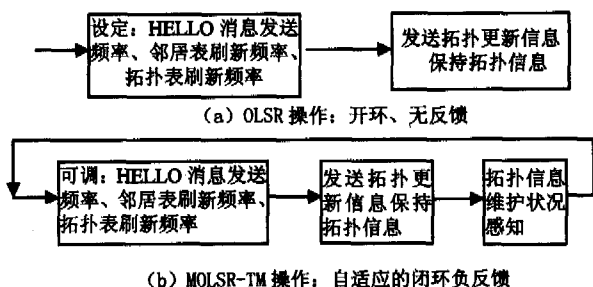 设定：HELLO 消息发送
频率、邻居表刷新频率、
拓扑表刷新频率
发送拓扑更新信息
保持拓扑信息
（a）OLSR 操作：开环、无反馈
可调：HELLO 消息发送
频率、邻居表刷新频率、
拓扑表刷新频率
发送拓扑更
新信息保持
拓扑信息
拓扑信息
维护状况
感知
（b）MOLSR-TM 操作：自适应的闭环负反馈